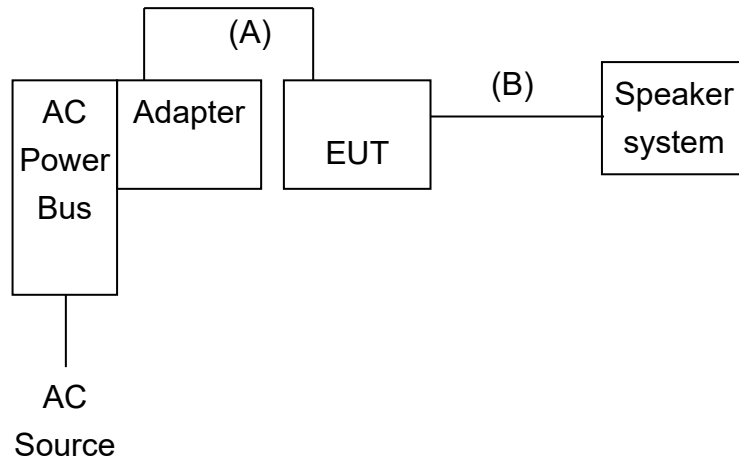 (A)
AC
Power
Bus
Adapter
EUT
(B)
Speaker
system
AC
Source